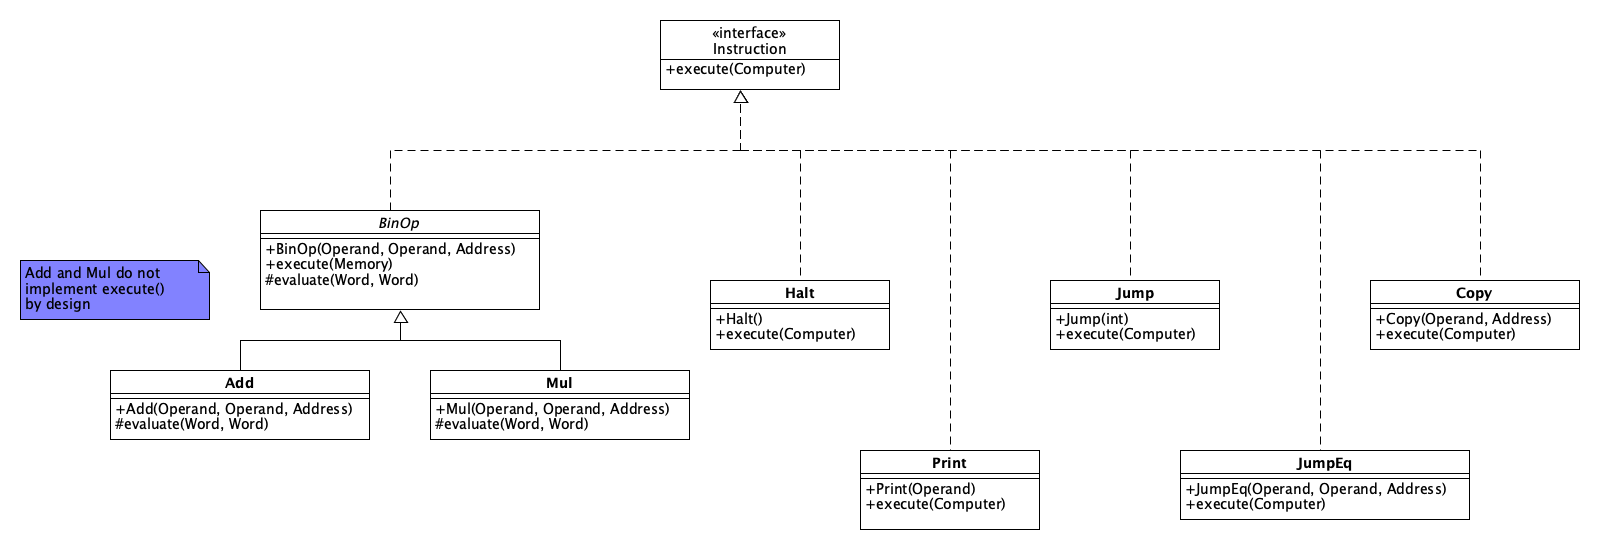 «interface»
Instruction
+execute(Computer)
BinOp
+BinOp(Operand, Operand, Address)
+execute(Memory)
#evaluate(Word, Word)
Add and Mul do not
implement execute()
by design
Halt
+Halt()
+execute(Computer)
Jump
+Jump(int)
+execute(Computer)
Copy
+Copy(Operand, Address)
+execute(Computer)
Add
+Add(Operand, Operand, Address)
#evaluate(Word, Word)
Mul
+Mul(Operand, Operand, Address)
#evaluate(Word, Word)
Print
+Print(Operand)
+execute(Computer)
JumpEq
+JumpEq(Operand, Operand, Address)
+execute(Computer)